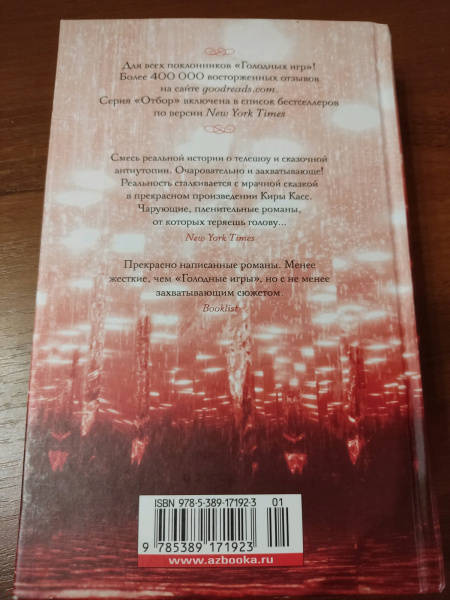 Для всех поклонников «Голодных игр»!
Более 400 000 восторженных отзывов
на сайте goodreads.com.
Серия «Отбор» включена в список бестселлеров
по версии New York Times
Смесь реальной истории о телешоу и сказочной
антиутопии. Очаровательно и захватывающе!
Реальность сталкивается с мрачной сказкой
в прекрасном произведении Киры Касс.
Чарующие, пленительные романы,
от которых теряешь голову...
New York Times
Прекрасно написанные романы. Менее
жесткие, чем «Голодные игры», но с не менее
захватывающим сюжетом
Booklist
ISBN 978-5-389-17192-3
01
9 785389 171923
www.azbooka.ru